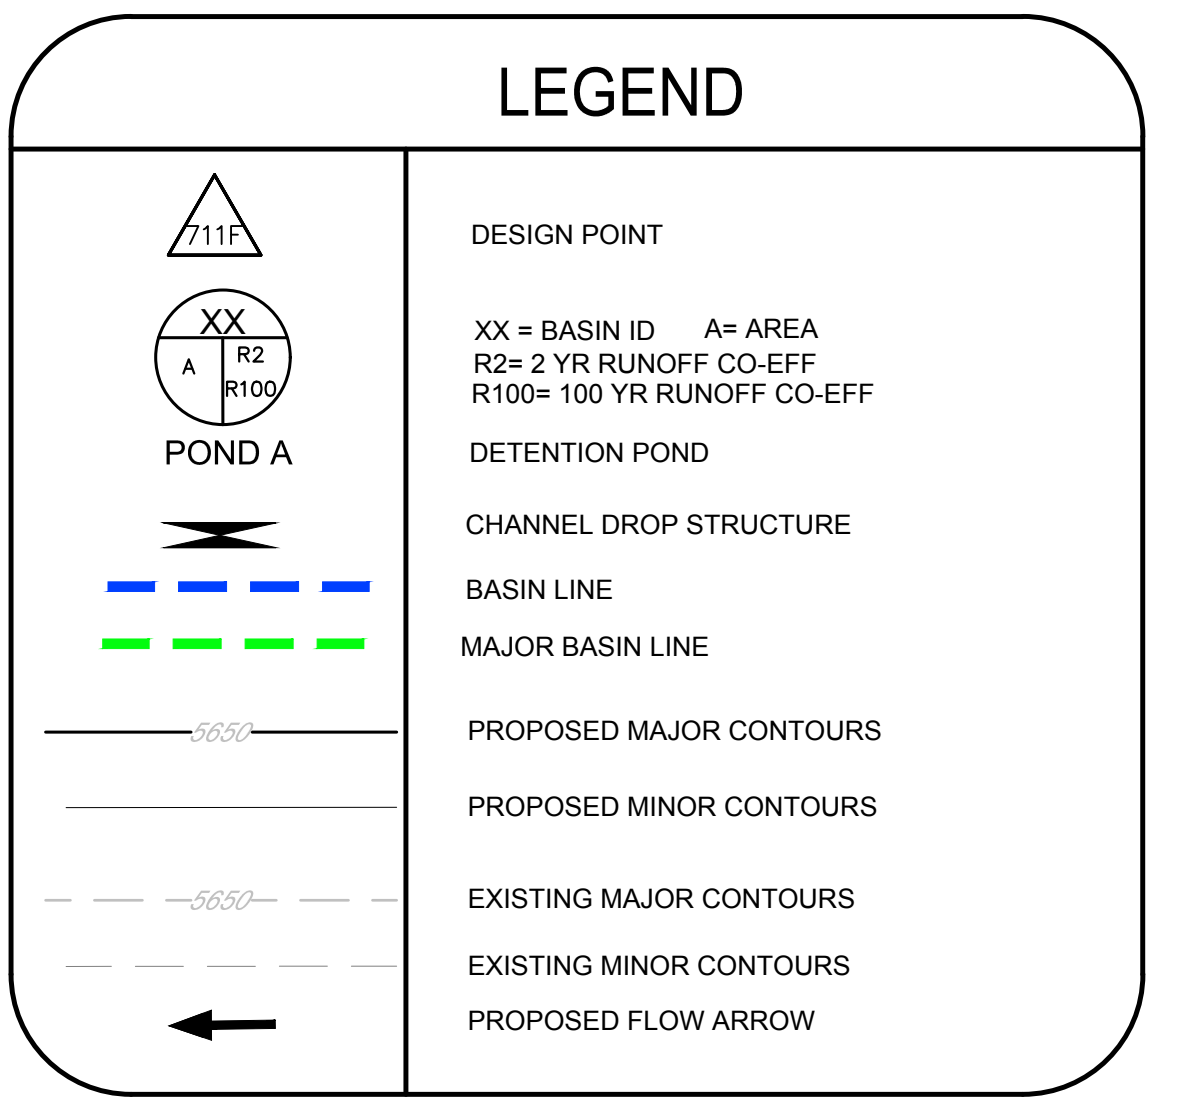 LEGEND
711F
DESIGN POINT
XX
A
R2
R100
XX = BASIN ID A= AREA
R2= 2 YR RUNOFF CO-EFF
R100= 100 YR RUNOFF CO-EFF
POND A
DETENTION POND
CHANNEL DROP STRUCTURE
BASIN LINE
MAJOR BASIN LINE
5650
PROPOSED MAJOR CONTOURS
PROPOSED MINOR CONTOURS
5650
EXISTING MAJOR CONTOURS
EXISTING MINOR CONTOURS
PROPOSED FLOW ARROW